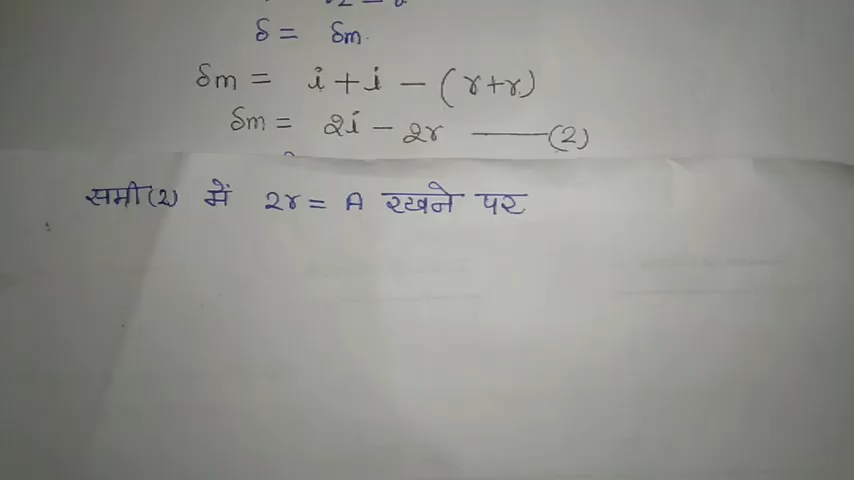 δ = δm.
δm = i + i - (r+r)
δm = 2i - 2r ——(2)
समी(2) में 2r = A रखने पर